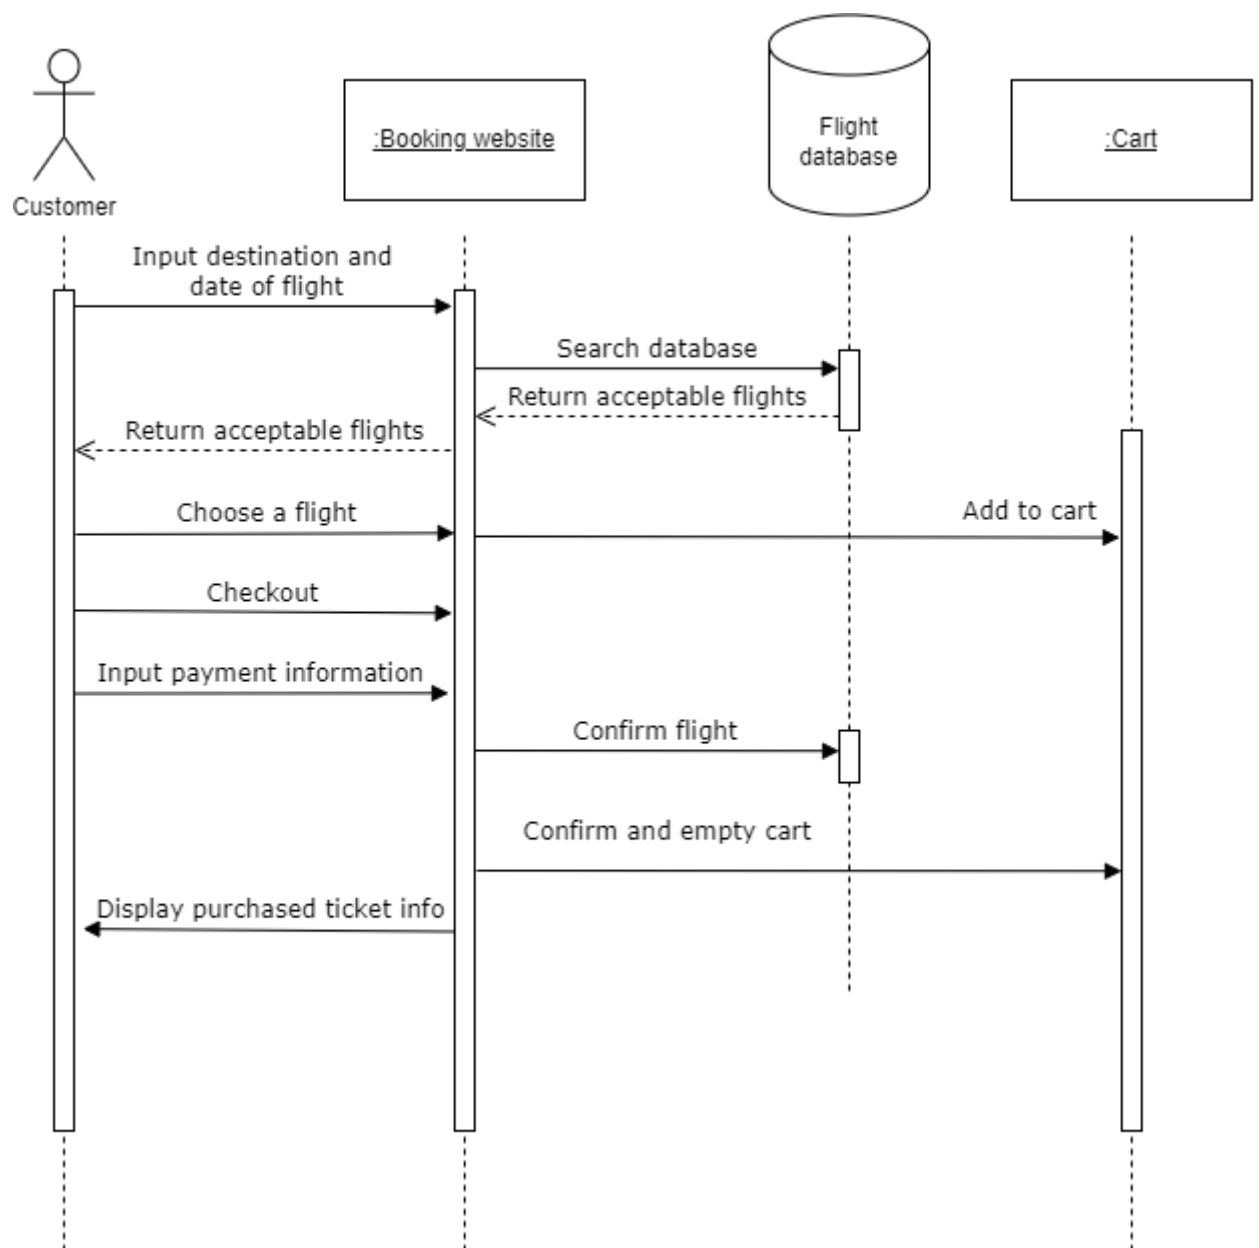 Customer
:Booking website
Flight
database
:Cart
Input destination and
date of flight
Search database
Return acceptable flights
Return acceptable flights
Choose a flight
Add to cart
Checkout
Input payment information
Confirm flight
Confirm and empty cart
Display purchased ticket info